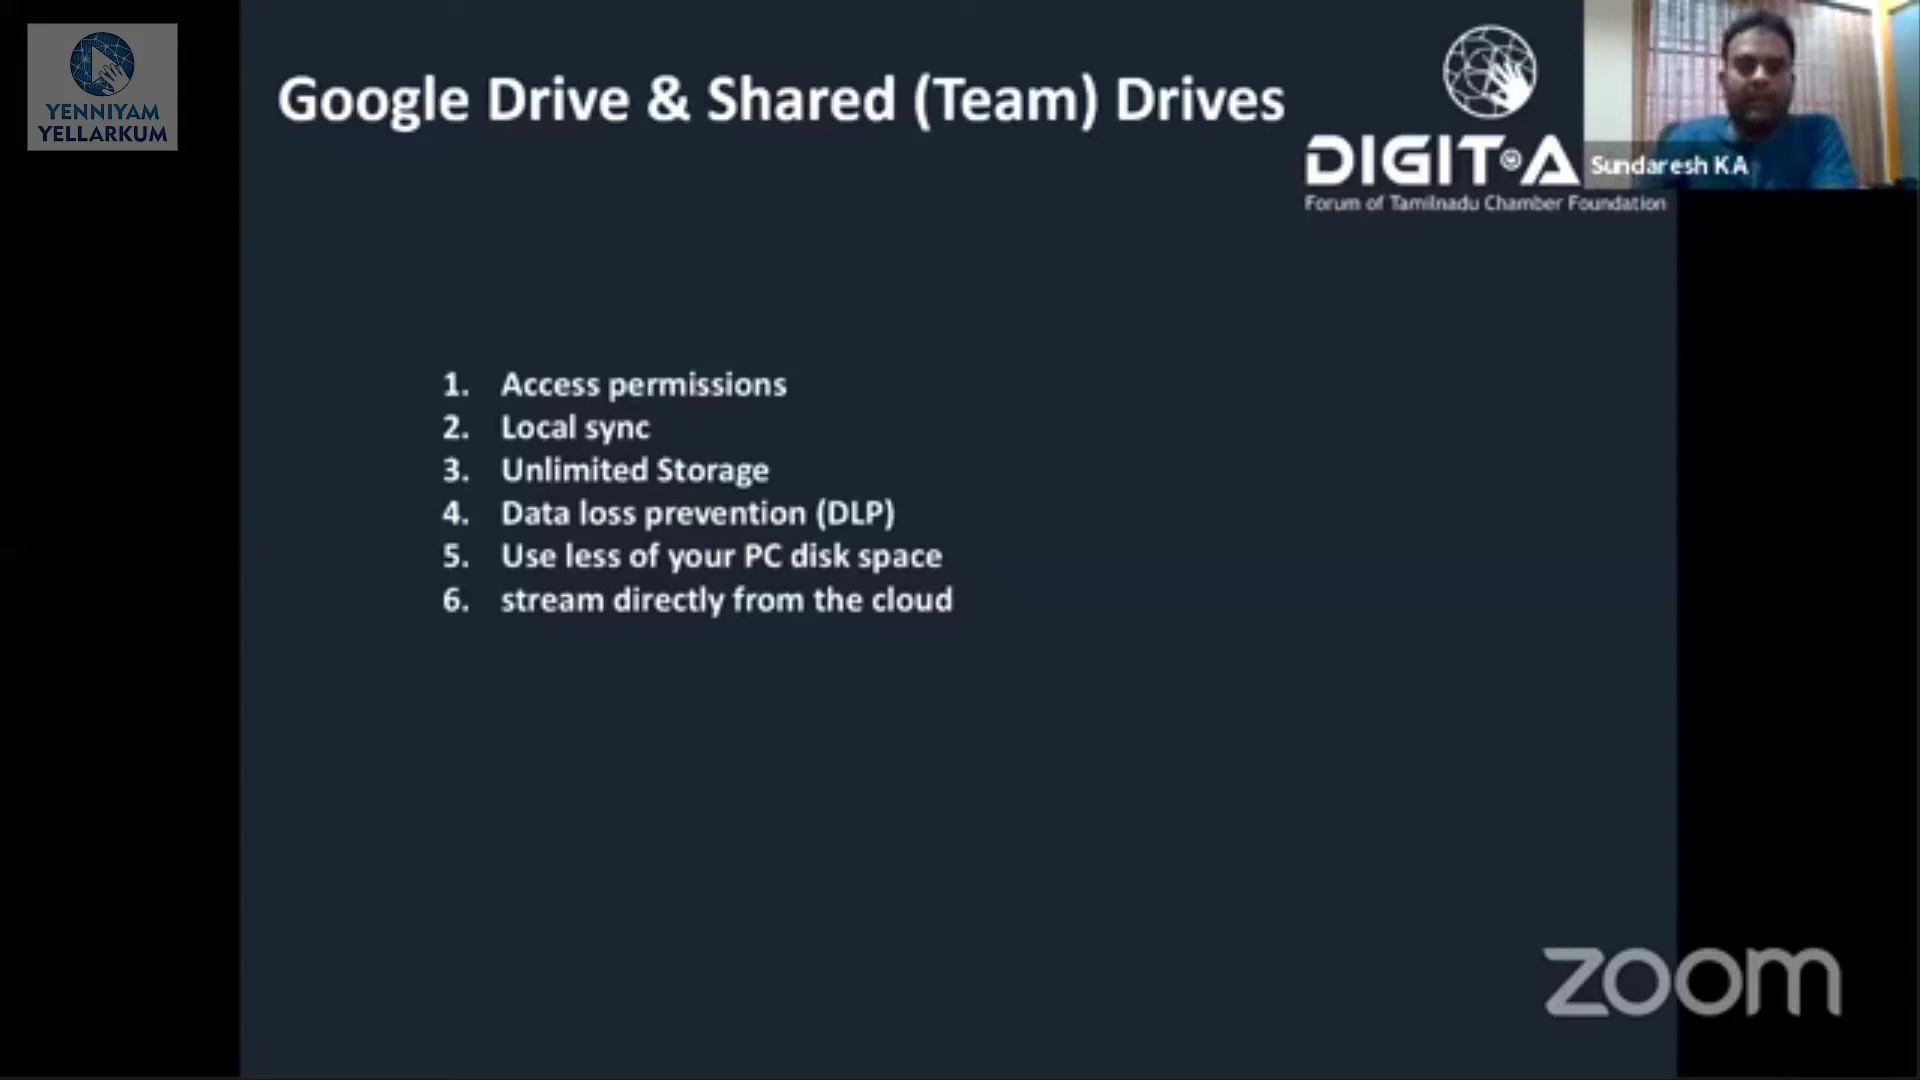 YENNIYAM
YELLARKUM
Google Drive & Shared (Team) Drives
DIGIT-A
Forum of Tamilnadu Chamber Foundation
Sundaresh K.A
1. Access permissions
2. Local sync
3. Unlimited Storage
4. Data loss prevention (DLP)
5. Use less of your PC disk space
6. stream directly from the cloud
zoom